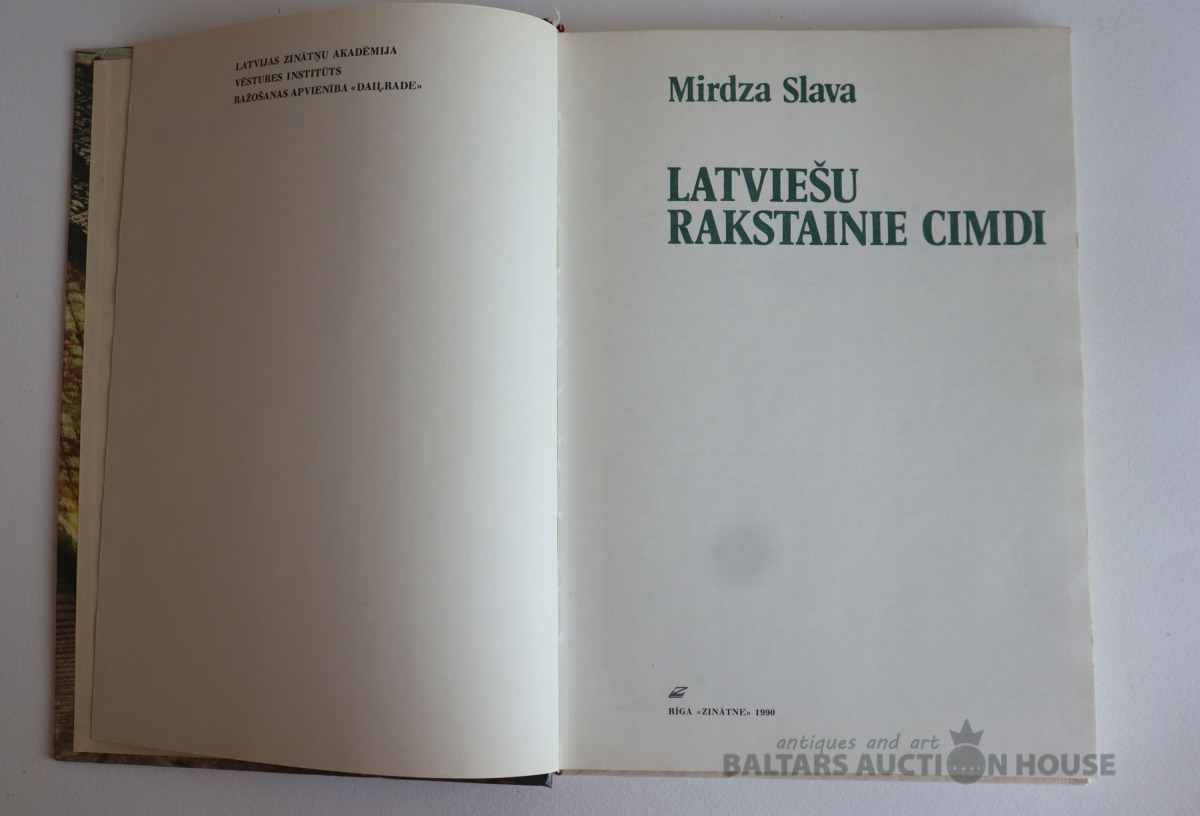 LATVIJAS ZINĀTŅU AKADĒMIJA
VĒSTURES INSTITŪTS
RAŽOŠANAS APVIENĪBA «DAIĻRADE»
Mirdza Slava
LATVIEŠU
RAKSTAINIE CIMDI
Z
RĪGA «ZINĀTNE» 1990
antiques and art
BALTARS AUCTION HOUSE